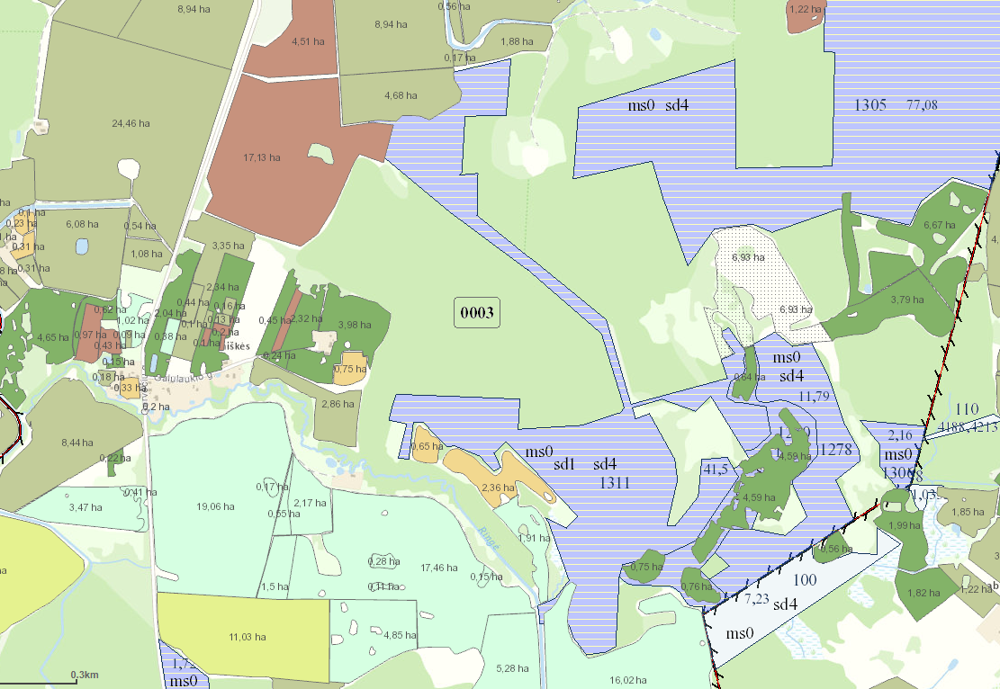 8,94 ha
0,56 ha
1,22 ha
4,51 ha
8,94 ha
1,88 ha
0,17 ha
4,68 ha
24,46 ha
ms0 sd4
1305 77,08
17,13 ha
0,1 ha
0,23 ha
6,08 ha
0,54 ha
6,67 ha
0,31 ha
3,35 ha
1,08 ha
6,93 ha
0,31 ha
2,34 ha
3,79 ha
0,44 ha
0,16 ha
0,62 ha
2,04 ha
6,93 ha
0003
1,02 ha
0,13 ha
0,45 ha
2,32 ha
3,98 ha
4,65 ha
0,97 ha
0,09 ha
0,38 ha
0,2 ha
0,43 ha
0,1 ha
iškės
0,24 ha
ms0
0,15 ha
0,75 ha
0,18 ha
sd4
0,64 ha
0,33 ha
11,79
0,2 ha
2,86 ha
110
4188,4213
2,16
8,44 ha
0,65 ha
ms0
1278
ms0
0,22 ha
4,59 ha
sd1 sd4
41,5
1311
0,17 ha
2,36 ha
0,41 ha
4,59 ha
3,47 ha
19,06 ha
2,17 ha
0,55 ha
1,85 ha
1,99 ha
Ringė
1,91 ha
0,56 ha
0,28 ha
17,46 ha
0,75 ha
0,15 ha
100
1,5 ha
0,11 ha
0,76 ha
7,23
sd4
1,82 ha
1,22 ha
11,03 ha
4,85 ha
ms0
5,28 ha
0.3km
ms0
16,02 ha